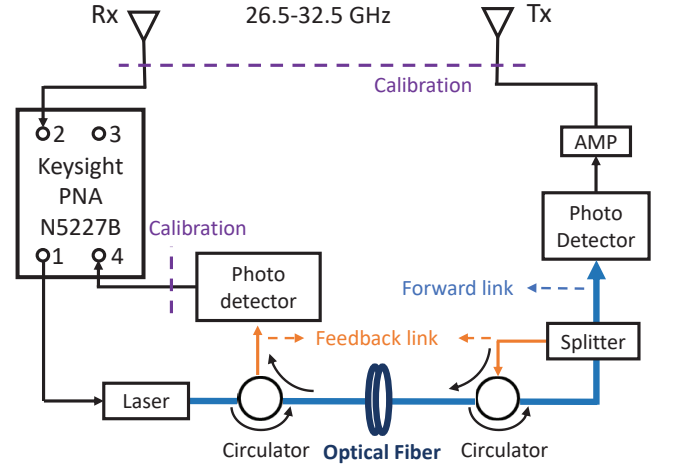 Rx
26.5-32.5 GHz
Tx
Calibration
2
3
Keysight
PNA
N5227B
1
4
AMP
Photo
Detector
Calibration
Photo
detector
Forward link
Feedback link
Splitter
Laser
Circulator
Optical Fiber
Circulator